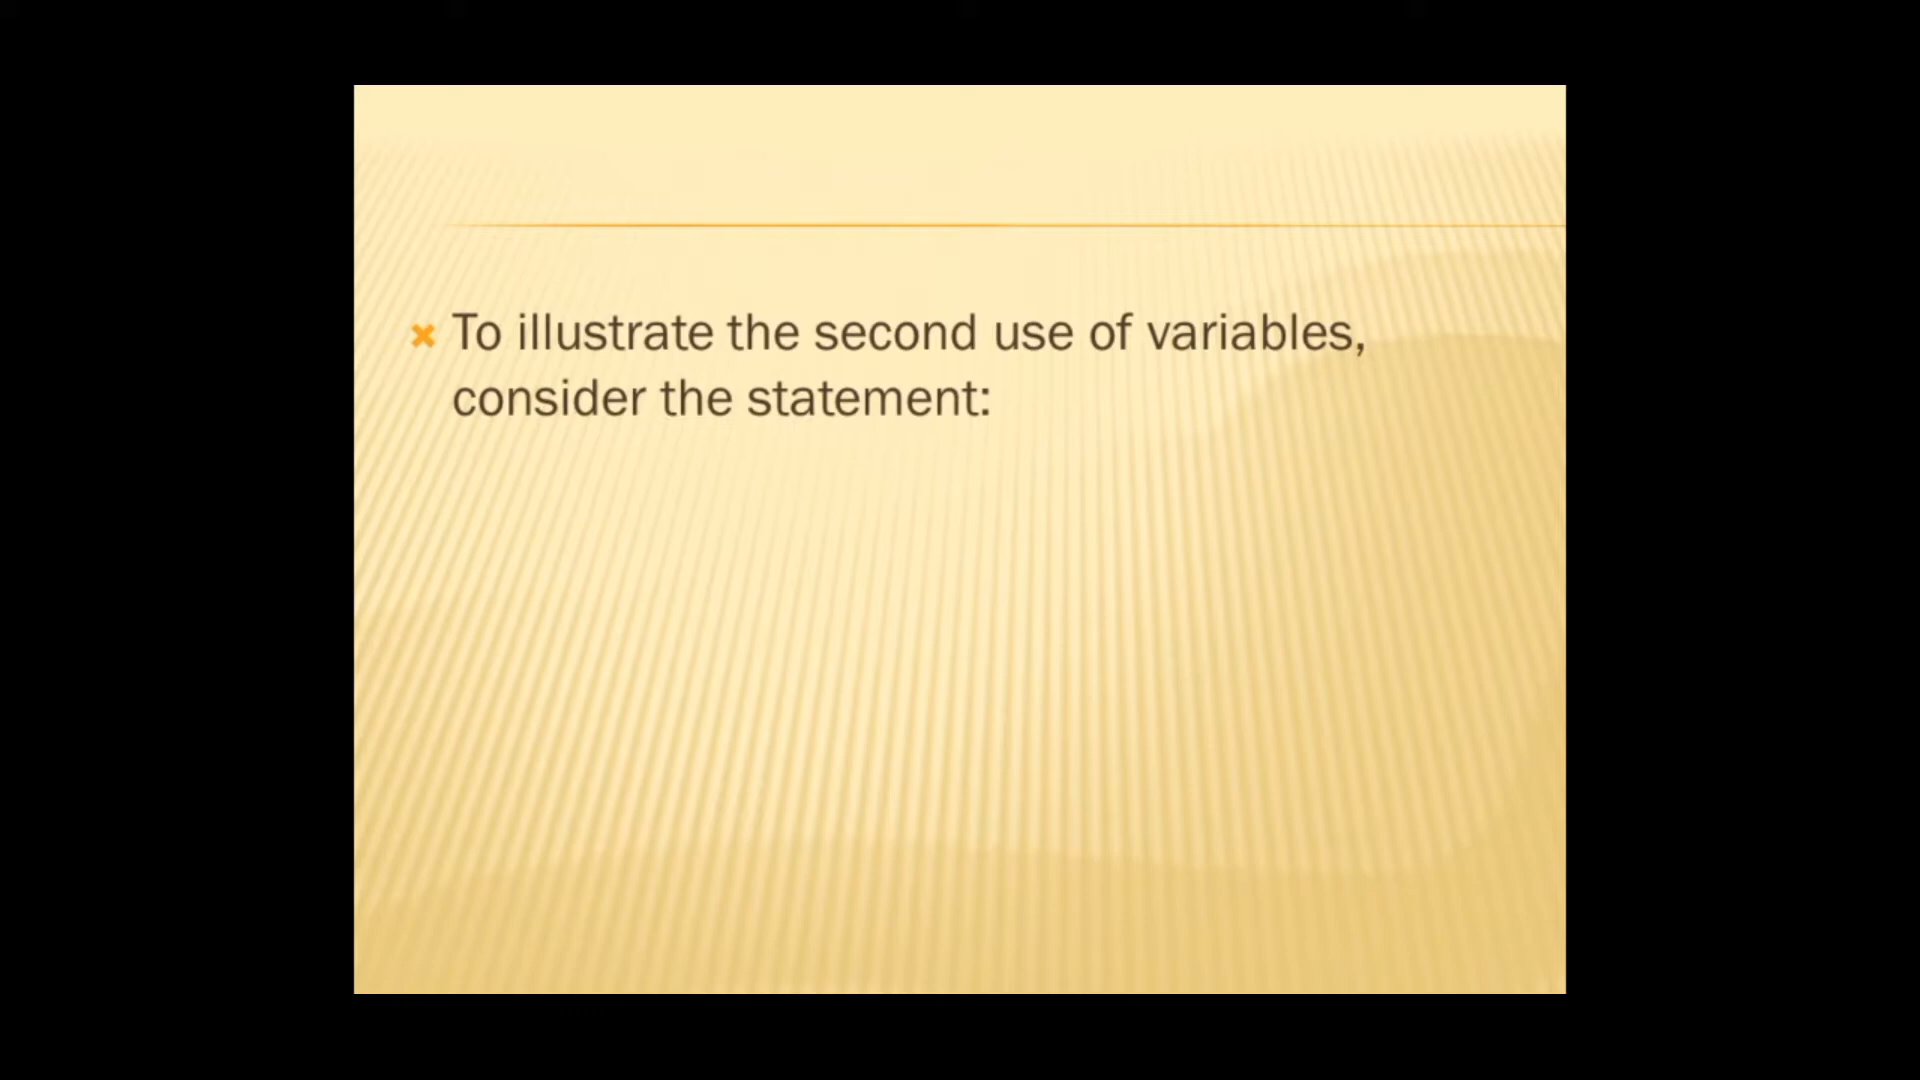 To illustrate the second use of variables,
consider the statement: